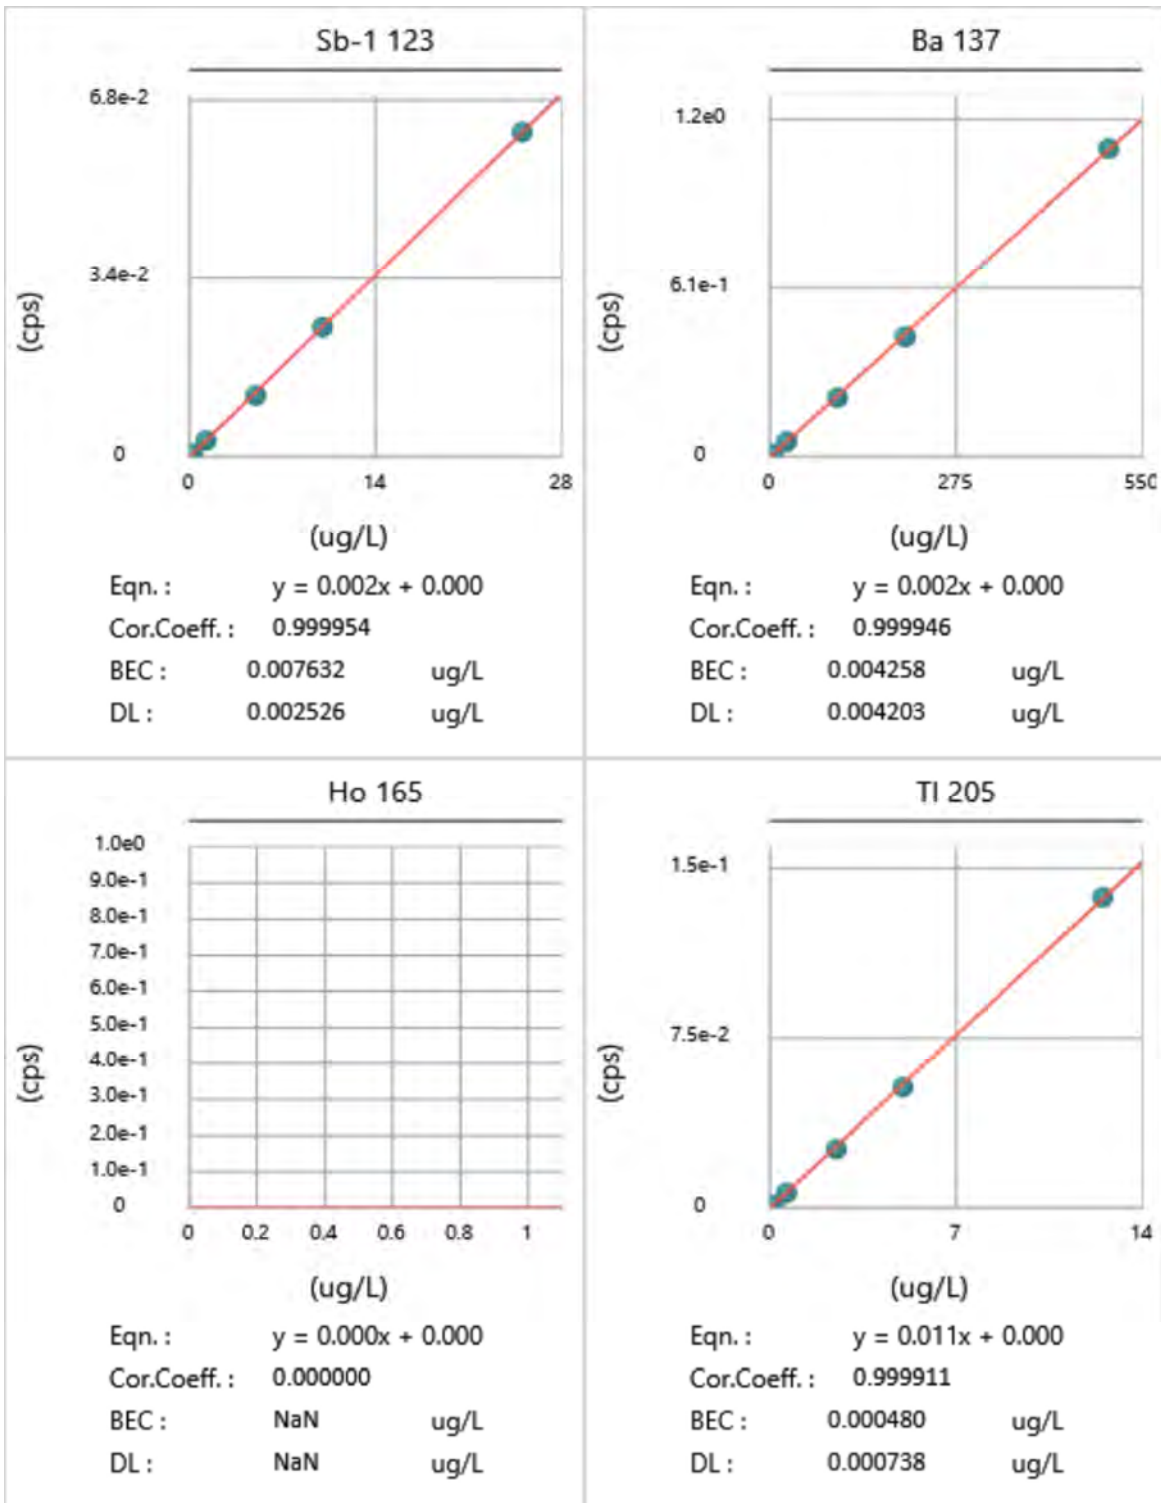 Sb-1 123
6.8e-2
3.4e-2
0
(cps)
0 14 28
(ug/L)
Eqn. : y = 0.002x + 0.000
Cor.Coeff. : 0.999954
BEC : 0.007632 ug/L
DL : 0.002526 ug/L
Ba 137
1.2e0
6.1e-1
0
(cps)
0 275 550
(ug/L)
Eqn. : y = 0.002x + 0.000
Cor.Coeff. : 0.999946
BEC : 0.004258 ug/L
DL : 0.004203 ug/L
Ho 165
1.0e0
9.0e-1
8.0e-1
7.0e-1
6.0e-1
5.0e-1
4.0e-1
3.0e-1
2.0e-1
1.0e-1
0
(cps)
0 0.2 0.4 0.6 0.8 1
(ug/L)
Eqn. : y = 0.000x + 0.000
Cor.Coeff. : 0.000000
BEC : NaN ug/L
DL : NaN ug/L
Tl 205
1.5e-1
7.5e-2
0
(cps)
0 7 14
(ug/L)
Eqn. : y = 0.011x + 0.000
Cor.Coeff. : 0.999911
BEC : 0.000480 ug/L
DL : 0.000738 ug/L